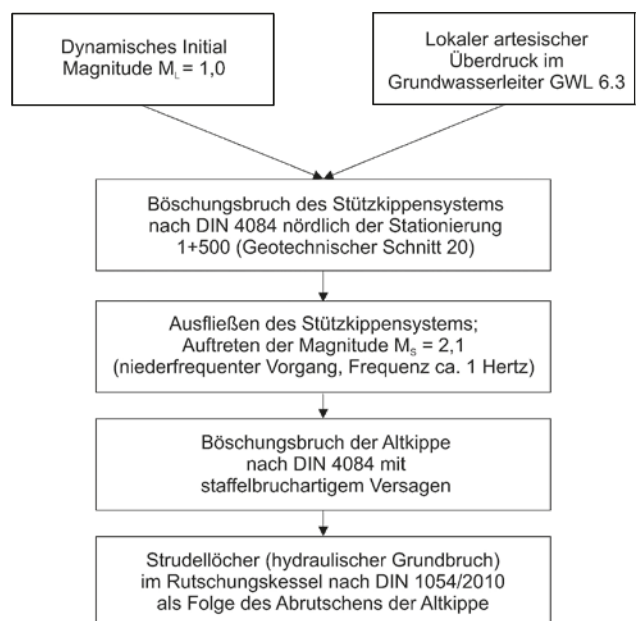 Dynamisches Initial
Magnitude M_L = 1,0
Lokaler artesischer
Überdruck im
Grundwasserleiter GWL 6.3
Böschungsbruch des Stützkippensystems
nach DIN 4084 nördlich der Stationierung
1+500 (Geotechnischer Schnitt 20)
Ausfließen des Stützkippensystems;
Auftreten der Magnitude M_S = 2,1
(niederfrequenter Vorgang, Frequenz ca. 1 Hertz)
Böschungsbruch der Altkippe
nach DIN 4084 mit
staffelbruchartigem Versagen
Strudellöcher (hydraulischer Grundbruch)
im Rutschungskessel nach DIN 1054/2010
als Folge des Abrutschens der Altkippe